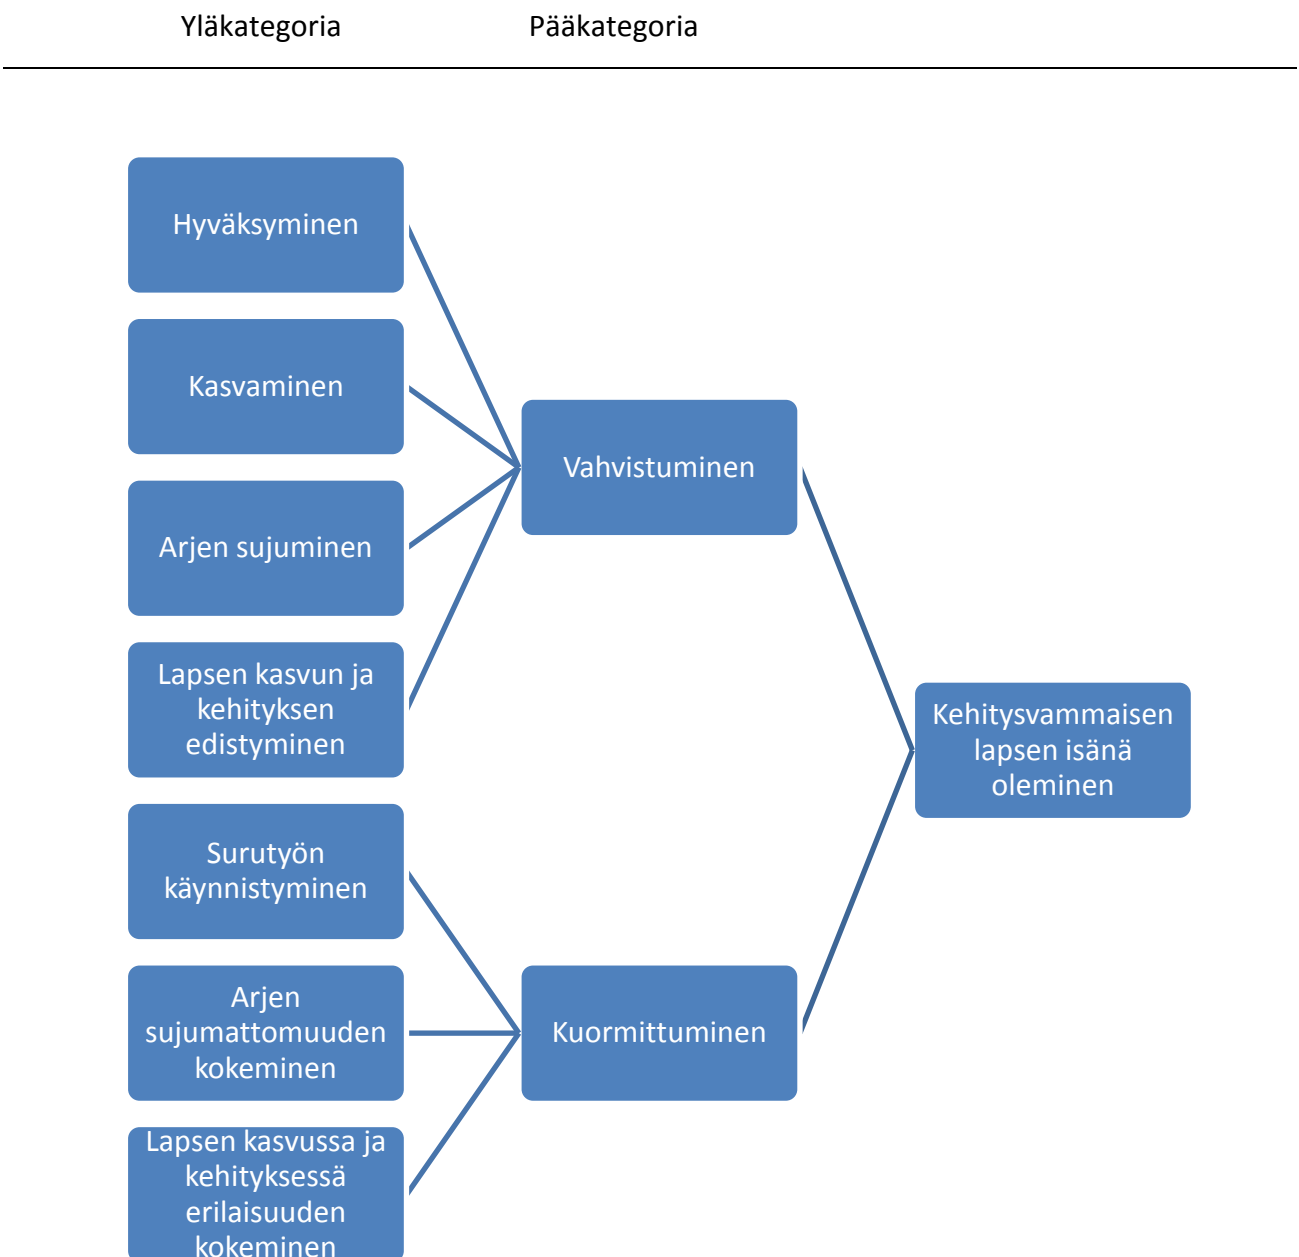 Yläkategoria Pääkategoria
Hyväksyminen
Kasvaminen
Arjen sujuminen
Lapsen kasvun ja
kehityksen
edistyminen
Surutyön
käynnistyminen
Arjen
sujumattomuuden
kokeminen
Lapsen kasvussa ja
kehityksessä
erilaisuuden
kokeminen
Vahvistuminen
Kuormittuminen
Kehitysvammaisen
lapsen isänä
oleminen